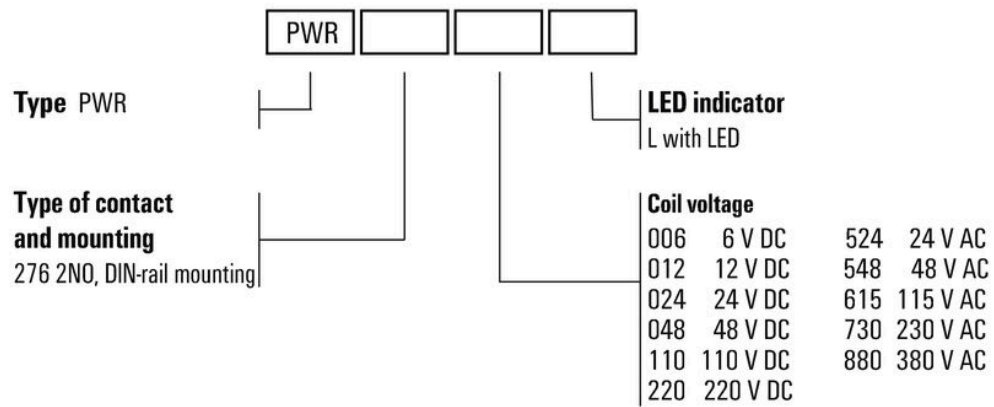 PWR
Type PWR
LED indicator
L with LED
Type of contact
and mounting
276 2NO, DIN-rail mounting
Coil voltage
006 6 V DC 524 24 V AC
012 12 V DC 548 48 V AC
024 24 V DC 615 115 V AC
048 48 V DC 730 230 V AC
110 110 V DC 880 380 V AC
220 220 V DC